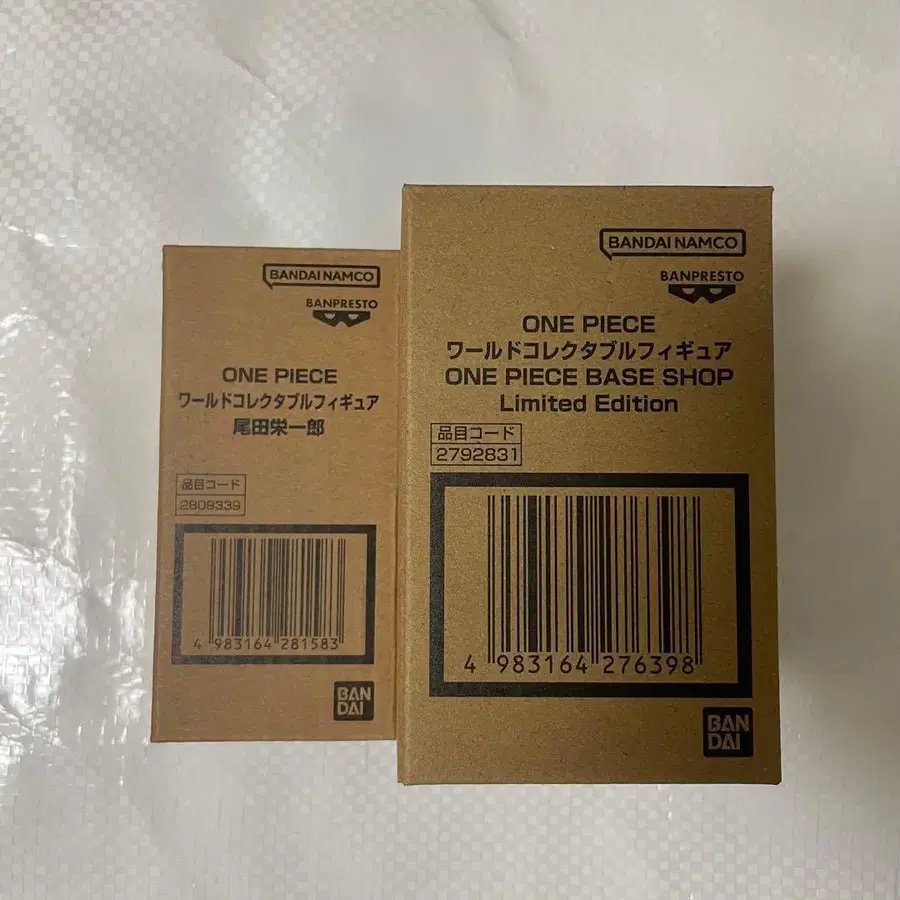 BANDAI NAMCO
BANPRESTO
ONE PIECE
ワールドコレクタブルフィギュア
尾田栄一郎
品目コード
2809339
4 983164 281583
BAN
DAI
BANDAI NAMCO
BANPRESTO
ONE PIECE
ワールドコレクタブルフィギュア
ONE PIECE BASE SHOP
Limited Edition
品目コード
2792831
4 983164 276398
BAN
DAI